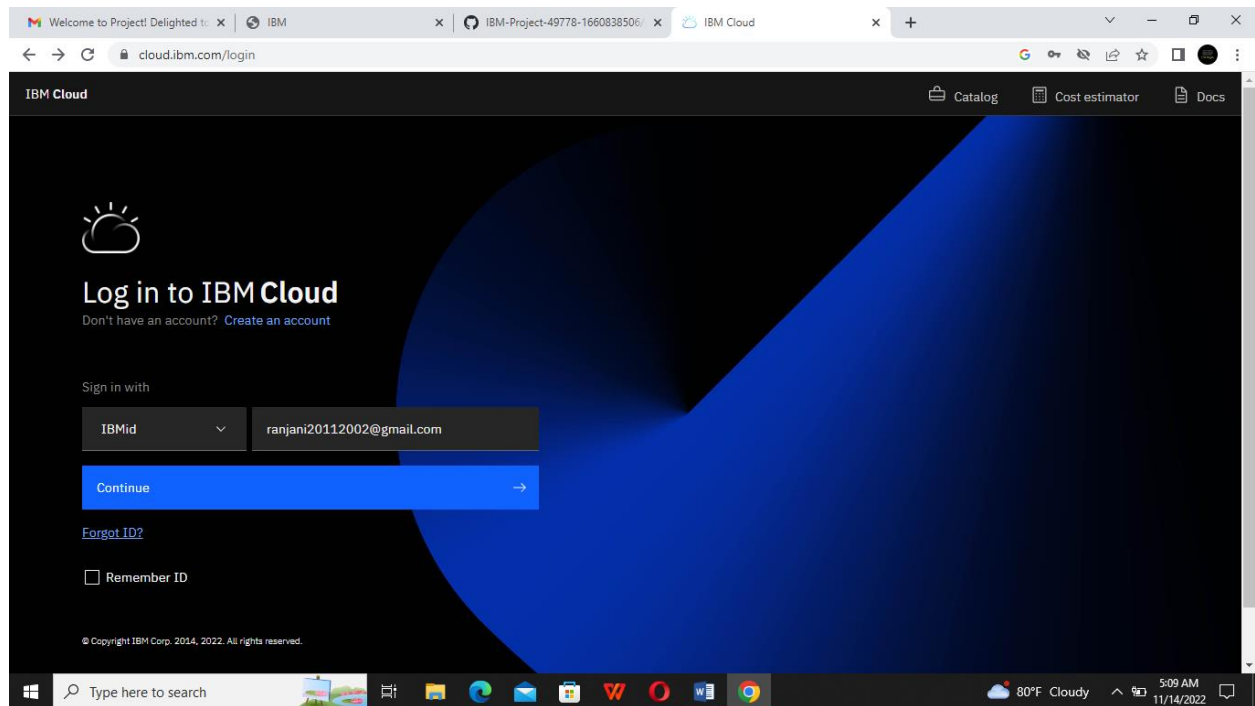 Welcome to Project! Delighted to
IBM
IBM-Project-49778-1660838506/
IBM Cloud
cloud.ibm.com/login
IBM Cloud
Catalog
Cost estimator
Docs
Log in to IBM Cloud
Don't have an account? Create an account
Sign in with
IBMid
ranjani20112002@gmail.com
Continue
Forgot ID?
Remember ID
© Copyright IBM Corp. 2014, 2022. All rights reserved.
Type here to search
80°F Cloudy
5:09 AM
11/14/2022